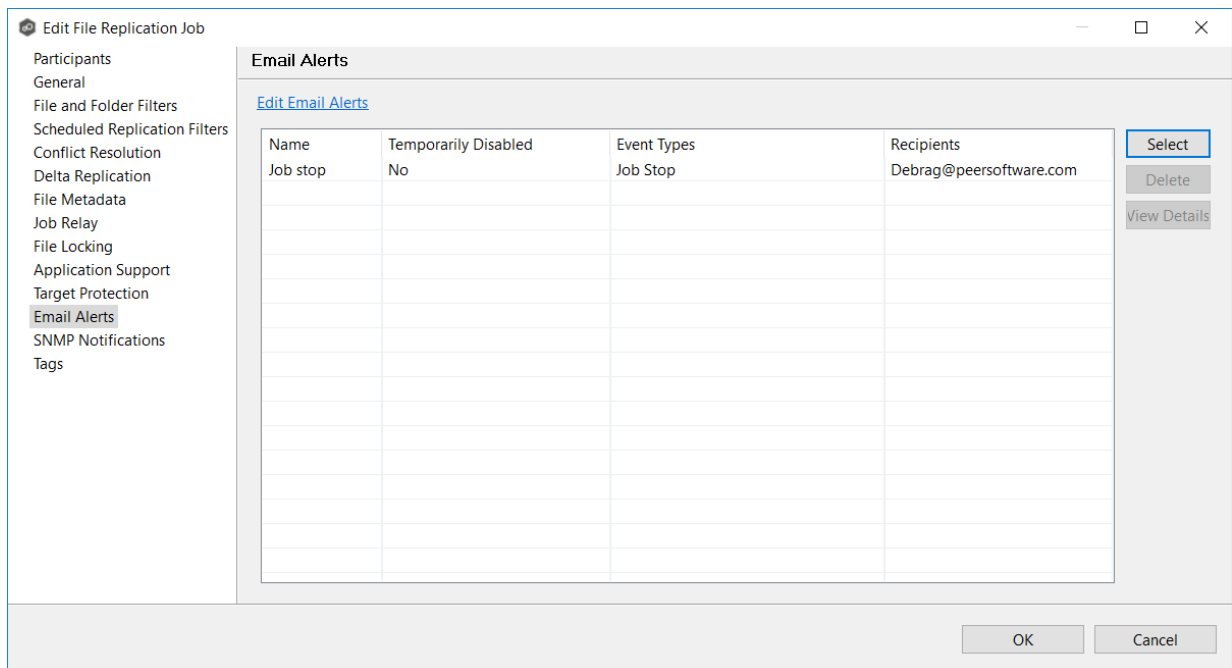 Edit File Replication Job
Participants
General
File and Folder Filters
Scheduled Replication Filters
Conflict Resolution
Delta Replication
File Metadata
Job Relay
File Locking
Application Support
Target Protection
Email Alerts
SNMP Notifications
Tags
Email Alerts
Edit Email Alerts
Name Temporarily Disabled Event Types Recipients
Job stop No Job Stop Debrag@peersoftware.com
Select
Delete
View Details
OK Cancel